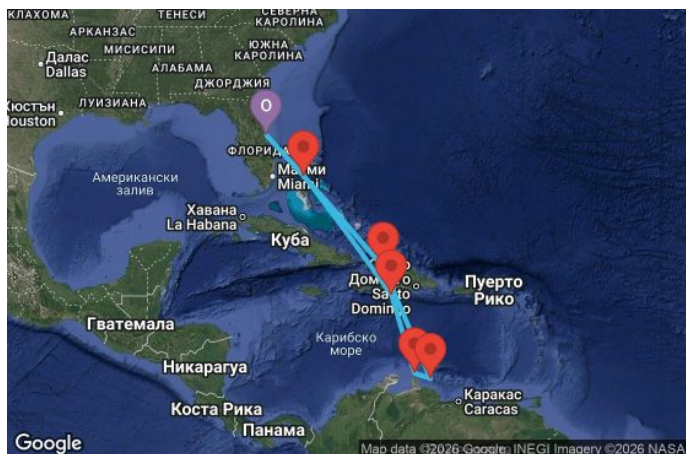 КЛАХОМА
ТЕНЕСИ
СЕВЕРНА
КАРОЛИНА
АРКАНЗАС
МИСИСИПИ
ЮЖНА
КАРОЛИНА
Далас
Dallas
АЛАБАМА
ДЖОРДЖИЯ
ЛУИЗИАНА
Хюстън
Houston
O
ФЛОРИДА
Miami
Американски
залив
Хавана
La Habana
Куба
Santo
Domingo
Пуерто
Рико
Гватемала
Карибско
море
Никарагуа
Коста Рика
Панама
Каракас
Caracas
Google
Map data ©2026 Google, INEGI Imagery ©2026 NASA